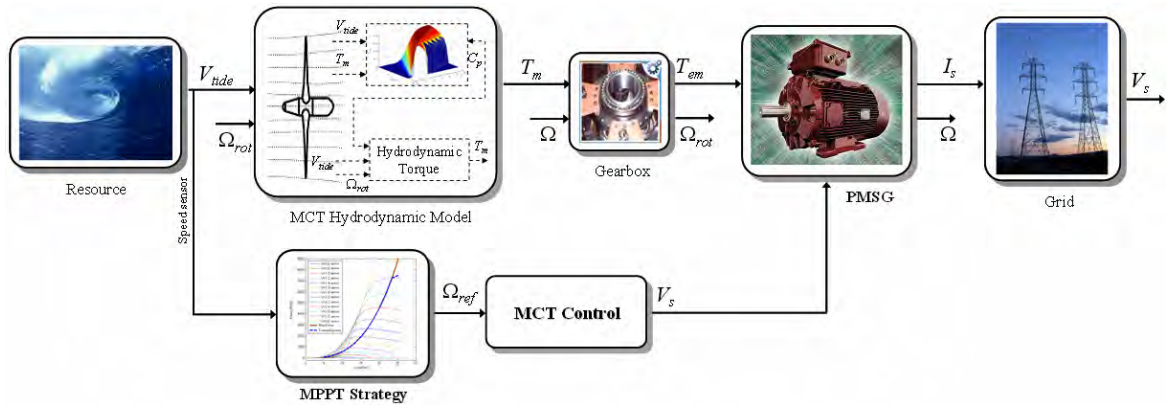 V_tide
Ω_rot
Resource
Speed sensor
V_tide
T_m
C_p
V_tide
Ω_rot
Hydrodynamic
Torque
T_m
MCT Hydrodynamic Model
T_m
Ω
Gearbox
T_em
Ω_rot
PMSG
I_s
Ω
Grid
V_s
MPPT Strategy
Ω_ref
MCT Control
V_s